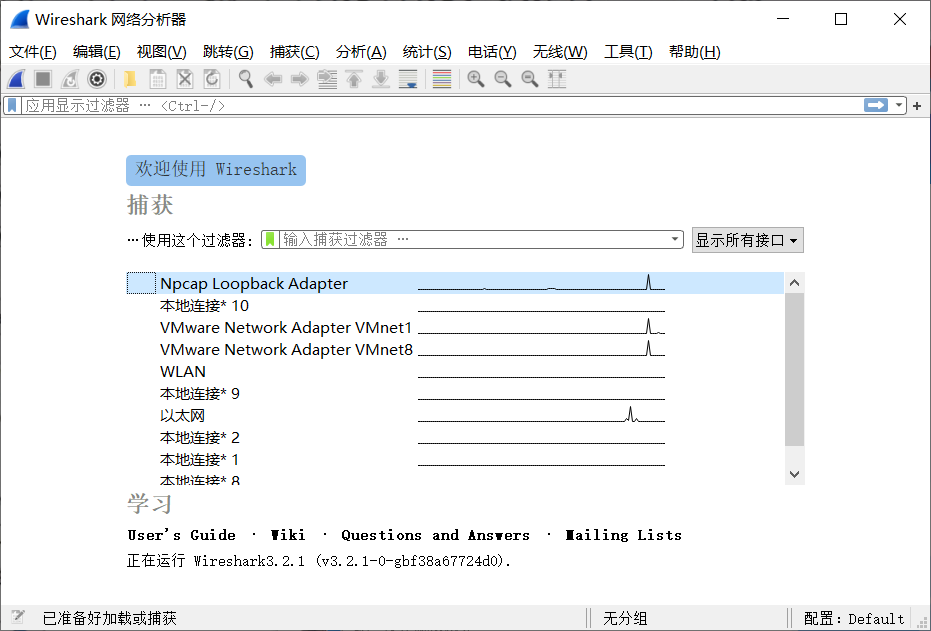 Wireshark 网络分析器
文件(F) 编辑(E) 视图(V) 跳转(G) 捕获(C) 分析(A) 统计(S) 电话(Y) 无线(W) 工具(T) 帮助(H)
应用显示过滤器 … <Ctrl-/>
欢迎使用 Wireshark
捕获
…使用这个过滤器: 输入捕获过滤器 … 显示所有接口
Npcap Loopback Adapter
本地连接* 10
VMware Network Adapter VMnet1
VMware Network Adapter VMnet8
WLAN
本地连接* 9
以太网
本地连接* 2
本地连接* 1
本地连接* 8
学习
User's Guide · Wiki · Questions and Answers · Mailing Lists
正在运行 Wireshark3.2.1 (v3.2.1-0-gbf38a67724d0).
已准备好加载或捕获 无分组 配置:Default